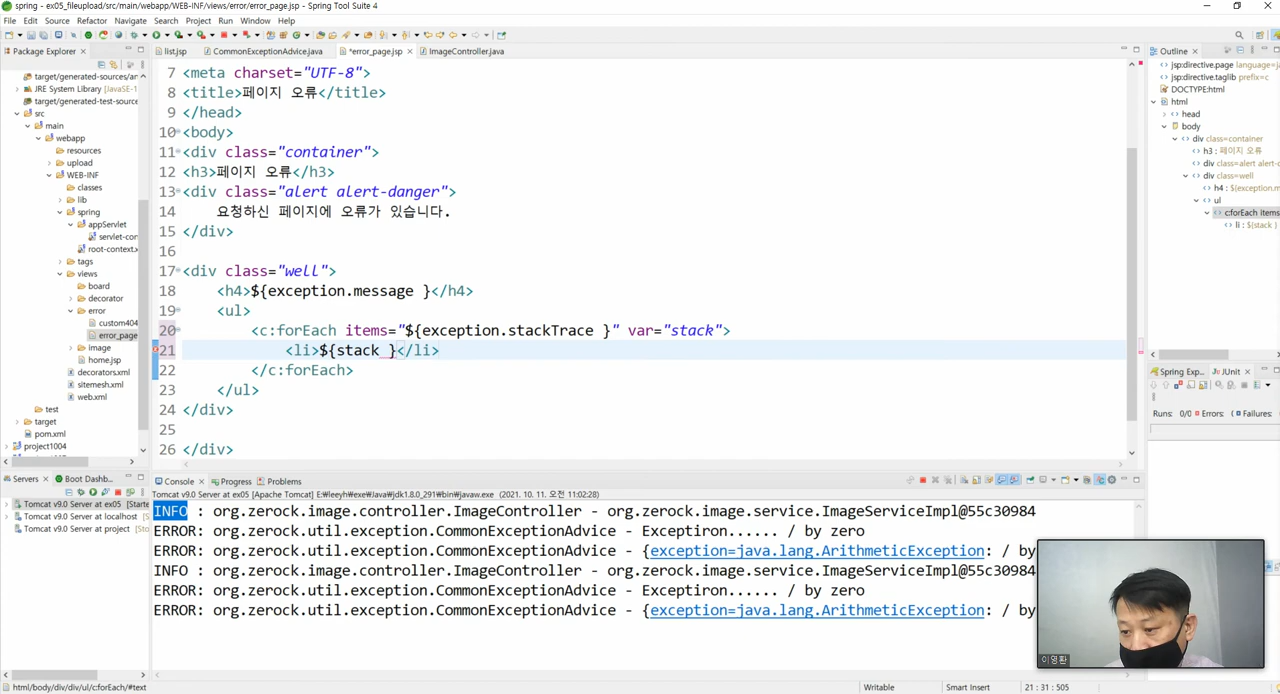 spring - ex05_fileupload/src/main/webapp/WEB-INF/views/error/error_page.jsp - Spring Tool Suite 4
File Edit Source Refactor Navigate Search Project Run Window Help
Package Explorer
list.jsp CommonExceptionAdvice.java *error_page.jsp ImageController.java
Outline
target/generated-sources/ar
JRE System Library [JavaSE-1
target/generated-test-source
src
main
webapp
resources
upload
WEB-INF
classes
lib
spring
appServlet
servlet-con
root-context.x
tags
views
board
decorator
error
custom404
error_page
image
home.jsp
decorators.xml
sitemesh.xml
web.xml
test
target
pom.xml
project1004
7 <meta charset="UTF-8">
8 <title>페이지 오류</title>
9 </head>
10 <body>
11 <div class="container">
12 <h3>페이지 오류</h3>
13 <div class="alert alert-danger">
14 요청하신 페이지에 오류가 있습니다.
15 </div>
16
17 <div class="well">
18 <h4>${exception.message }</h4>
19 <ul>
20 <c:forEach items="${exception.stackTrace }" var="stack">
21 <li>${stack }</li>
22 </c:forEach>
23 </ul>
24 </div>
25
26 </div>
jsp:directive.page language=ja
jsp:directive.taglib prefix=c
DOCTYPE:html
html
head
body
div class=container
h3 : 페이지 오류
div class=alert alert-
div class=well
h4 : ${exception.m
ul
c:forEach items
li : ${stack }
Spring Exp... JUnit
Runs: 0/0 Errors: Failures:
Servers Boot Dashb...
Tomcat v9.0 Server at ex05 [Starte
Tomcat v9.0 Server at localhost [
Tomcat v9.0 Server at project [Sto
Console Progress Problems
Tomcat v9.0 Server at ex05 [Apache Tomcat] E:\leeyh\exe\Java\jdk1.8.0_291\bin\javaw.exe (2021. 10. 11. 오전 11:02:28)
INFO : org.zerock.image.controller.ImageController - org.zerock.image.service.ImageServiceImpl@55c30984
ERROR: org.zerock.util.exception.CommonExceptionAdvice - Exceptiron...... / by zero
ERROR: org.zerock.util.exception.CommonExceptionAdvice - {exception=java.lang.ArithmeticException: / by
INFO : org.zerock.image.controller.ImageController - org.zerock.image.service.ImageServiceImpl@55c30984
ERROR: org.zerock.util.exception.CommonExceptionAdvice - Exceptiron...... / by zero
ERROR: org.zerock.util.exception.CommonExceptionAdvice - {exception=java.lang.ArithmeticException: / by
이영환
html/body/div/div/ul/c:forEach/#text Writable Smart Insert 21 : 31 : 505